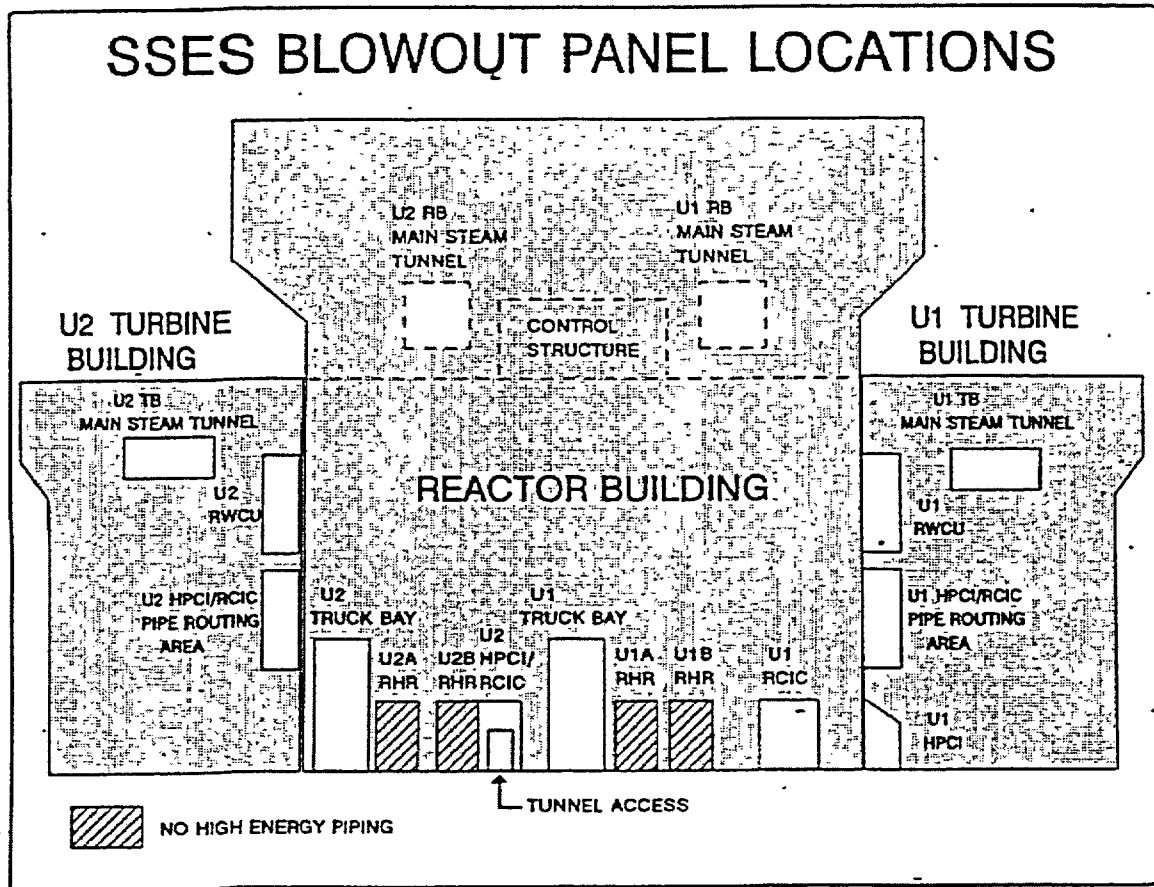 SSES BLOWOUT PANEL LOCATIONS
U2 RB
MAIN STEAM
TUNNEL
U1 RB
MAIN STEAM
TUNNEL
CONTROL
STRUCTURE
U2 TURBINE
BUILDING
U1 TURBINE
BUILDING
U2 TB
MAIN STEAM TUNNEL
U1 TB
MAIN STEAM TUNNEL
U2
RWCU
REACTOR BUILDING
U1
RWCU
U2 HPCI/RCIC
PIPE ROUTING
AREA
U1 HPCI/RCIC
PIPE ROUTING
AREA
U2
TRUCK BAY
U1
TRUCK BAY
U2A
RHR
U2B
RHR
U2
HPCI/
RCIC
U1A
RHR
U1B
RHR
U1
RCIC
U1
HPCI
TUNNEL ACCESS
NO HIGH ENERGY PIPING